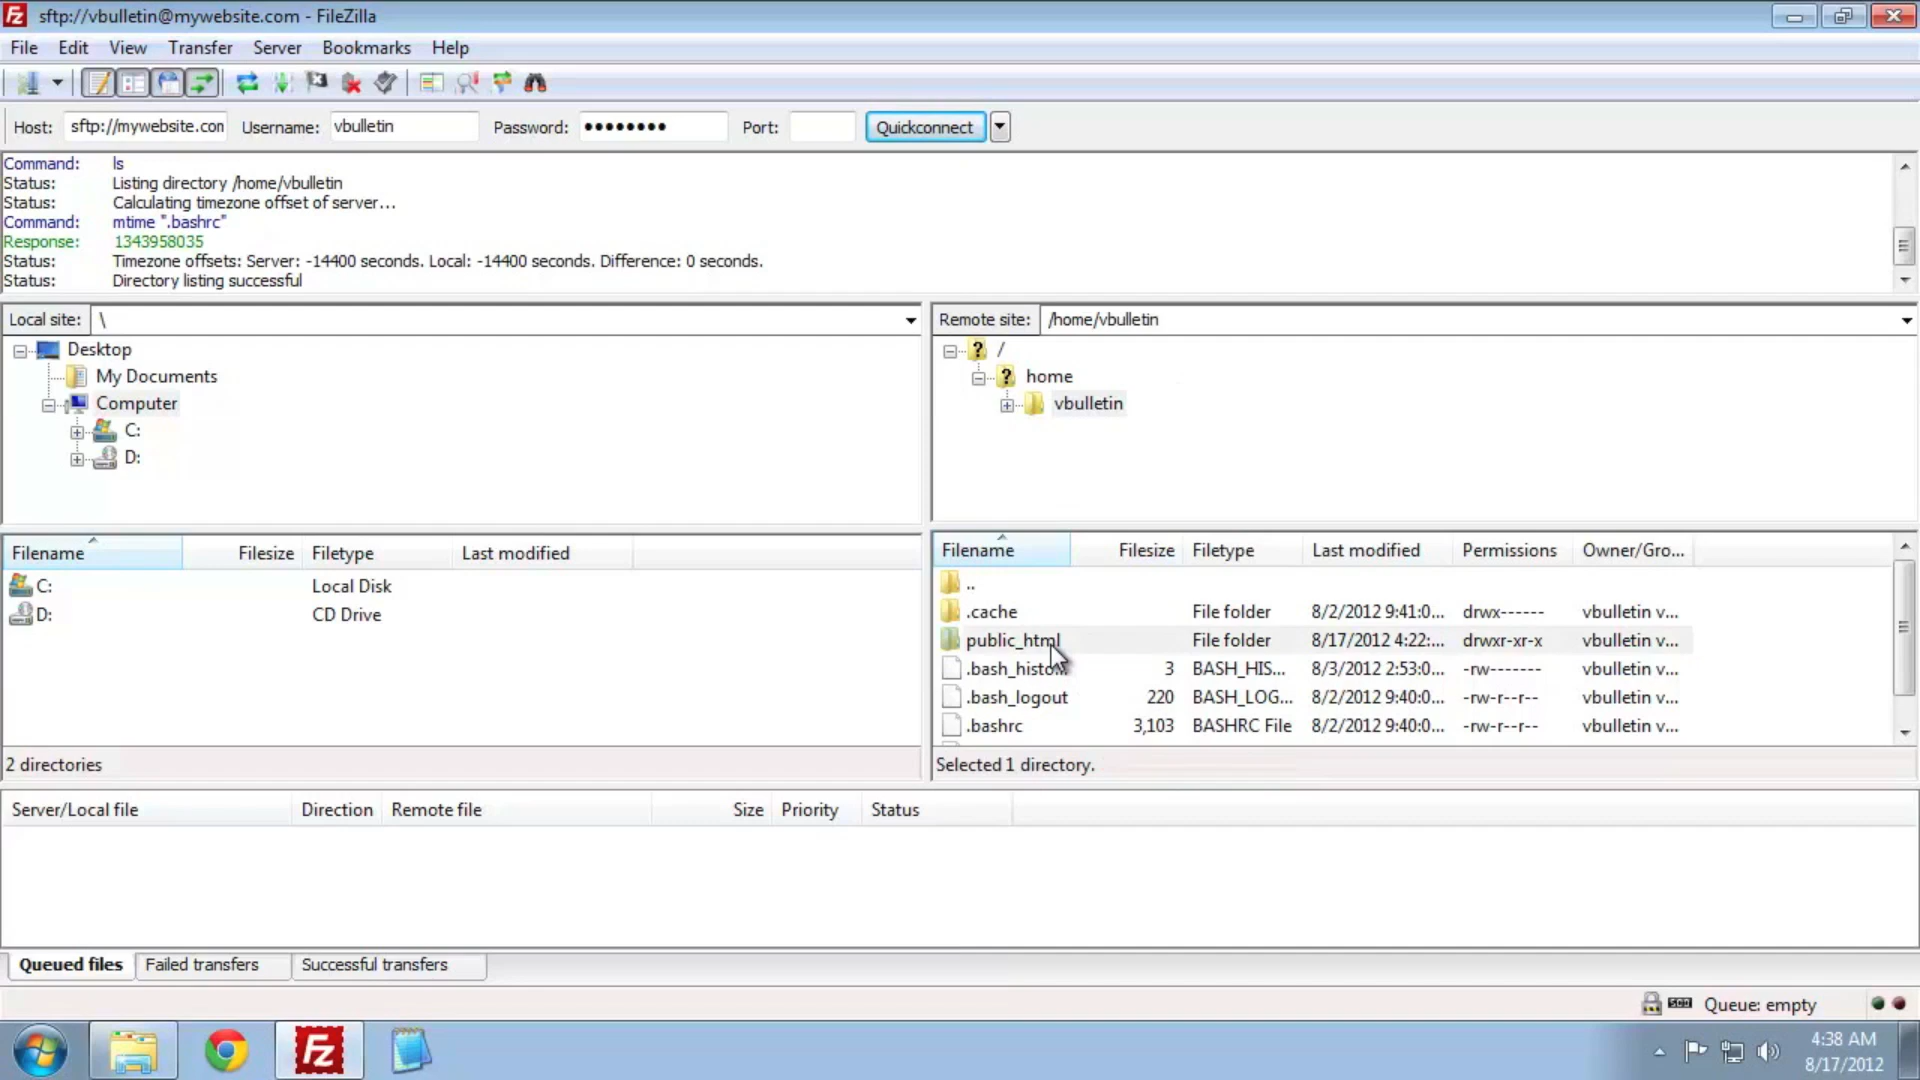 sftp://vbulletin@mywebsite.com - FileZilla
File Edit View Transfer Server Bookmarks Help
Host: sftp://mywebsite.con Username: vbulletin Password: ●●●●●●●● Port: Quickconnect
Command: ls
Status: Listing directory /home/vbulletin
Status: Calculating timezone offset of server...
Command: mtime ".bashrc"
Response: 1343958035
Status: Timezone offsets: Server: -14400 seconds. Local: -14400 seconds. Difference: 0 seconds.
Status: Directory listing successful
Local site: \
Desktop
My Documents
Computer
C:
D:
Remote site: /home/vbulletin
/
home
vbulletin
Filename Filesize Filetype Last modified
C: Local Disk
D: CD Drive
2 directories
Filename Filesize Filetype Last modified Permissions Owner/Gro...
..
.cache File folder 8/2/2012 9:41:0... drwx------ vbulletin v...
public_html File folder 8/17/2012 4:22:... drwxr-xr-x vbulletin v...
.bash_histo... 3 BASH_HIS... 8/3/2012 2:53:0... -rw------- vbulletin v...
.bash_logout 220 BASH_LOG... 8/2/2012 9:40:0... -rw-r--r-- vbulletin v...
.bashrc 3,103 BASHRC File 8/2/2012 9:40:0... -rw-r--r-- vbulletin v...
Selected 1 directory.
Server/Local file Direction Remote file Size Priority Status
Queued files Failed transfers Successful transfers
Queue: empty
4:38 AM
8/17/2012